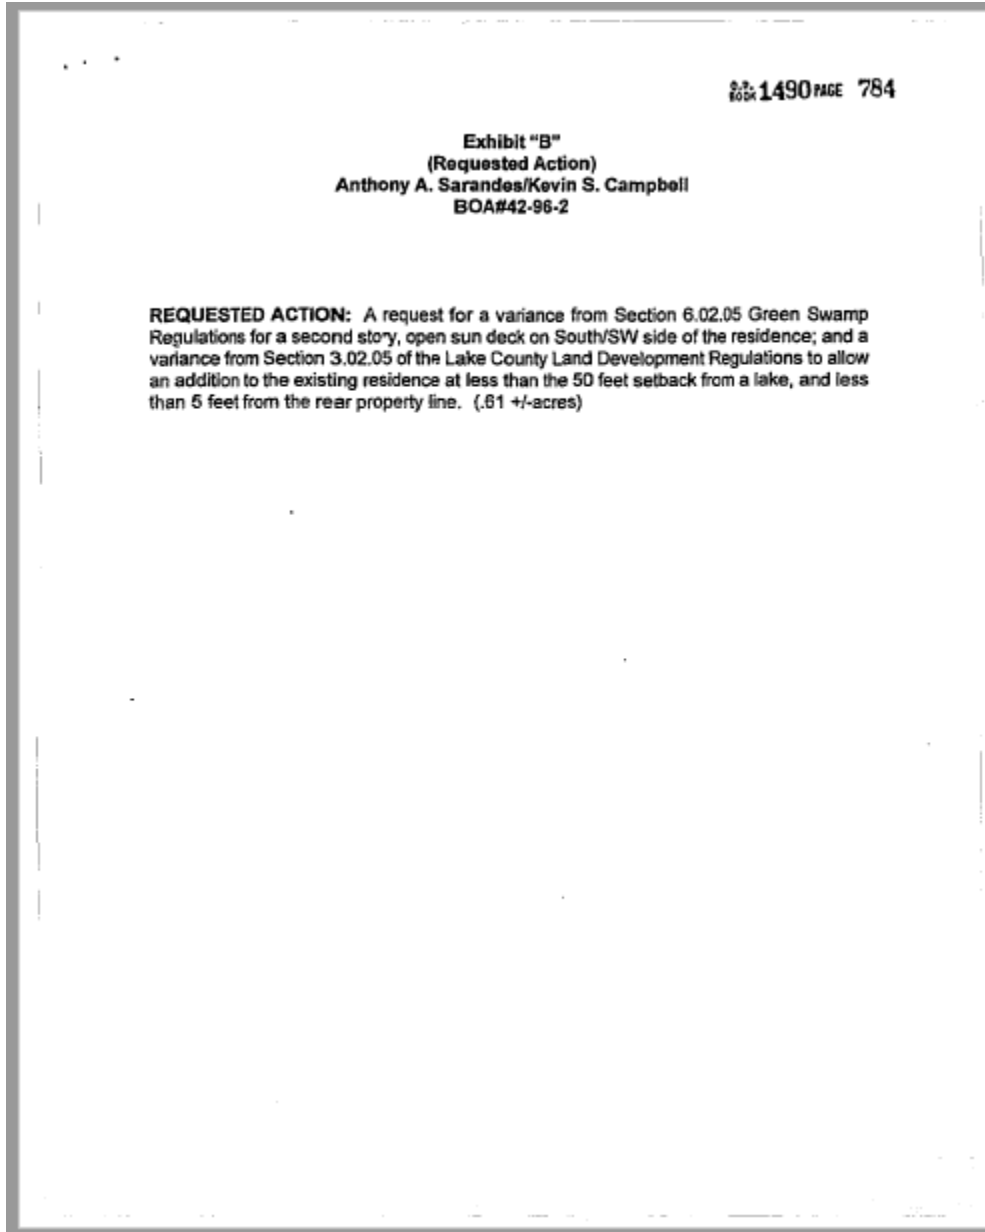 O.R. BOOK 1490 PAGE 784
Exhibit "B"
(Requested Action)
Anthony A. Sarandes/Kevin S. Campbell
BOA#42-96-2
REQUESTED ACTION: A request for a variance from Section 6.02.05 Green Swamp
Regulations for a second story, open sun deck on South/SW side of the residence; and a
variance from Section 3.02.05 of the Lake County Land Development Regulations to allow
an addition to the existing residence at less than the 50 feet setback from a lake, and less
than 5 feet from the rear property line. (.61 +/-acres)